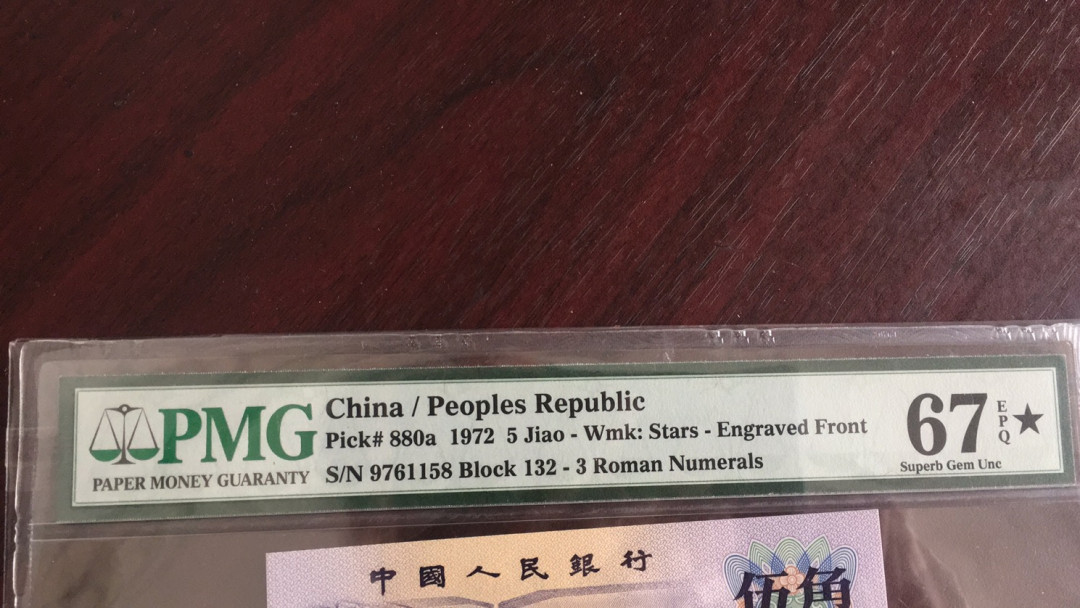 PMG
PAPER MONEY GUARANTY
China / Peoples Republic
Pick# 880a 1972 5 Jiao - Wmk: Stars - Engraved Front
S/N 9761158 Block 132 - 3 Roman Numerals
67 EPQ ★
Superb Gem Unc
中國人民銀行
伍角